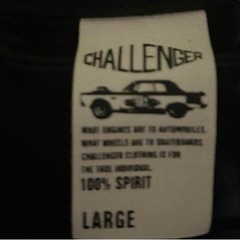 CHALLENGER
WHAT ENGINES ARE TO AUTOMOBILES,
WHAT WHEELS ARE TO SKATEBOARDS.
CHALLENGER CLOTHING IS FOR
THE TRUE INDIVIDUAL.
100% SPIRIT
LARGE